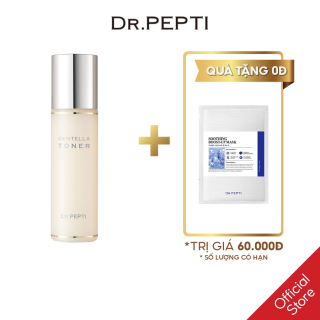 DR.PEPTI
QUÀ TẶNG 0Đ
CENTELLA
TONER
DR.PEPTI
SOOTHING
BOOST-UP MASK
DR.PEPTI
*TRỊ GIÁ 60.000Đ
* SỐ LƯỢNG CÓ HẠN
Official
Store